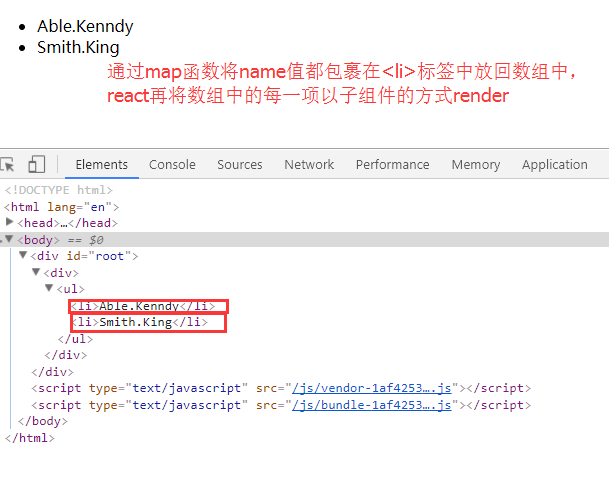 Able.Kenndy
Smith.King
通过map函数将name值都包裹在<li>标签中放回数组中，
react再将数组中的每一项以子组件的方式render
Elements Console Sources Network Performance Memory Application
<!DOCTYPE html>
<html lang="en">
<head>…</head>
<body> == $0
<div id="root">
<div>
<ul>
<li>Able.Kenndy</li>
<li>Smith.King</li>
</ul>
</div>
</div>
<script type="text/javascript" src="/js/vendor-1af4253….js"></script>
<script type="text/javascript" src="/js/bundle-1af4253….js"></script>
</body>
</html>